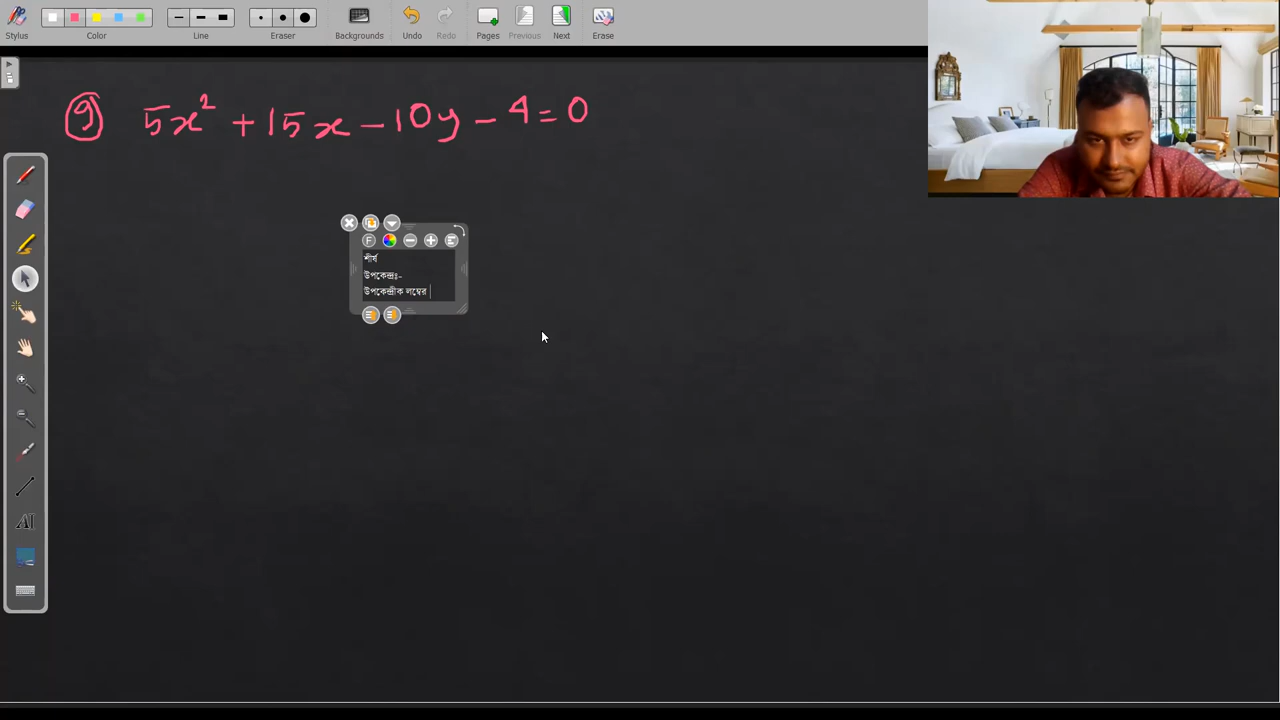 Stylus
Color
Line
Eraser
Backgrounds
Undo
Redo
Pages
Previous
Next
Erase
9 5x² + 15x - 10y - 4 = 0
F
শীর্ষ
উপকেন্দ্রঃ-
উপকেন্দ্রীক লম্বের
AI